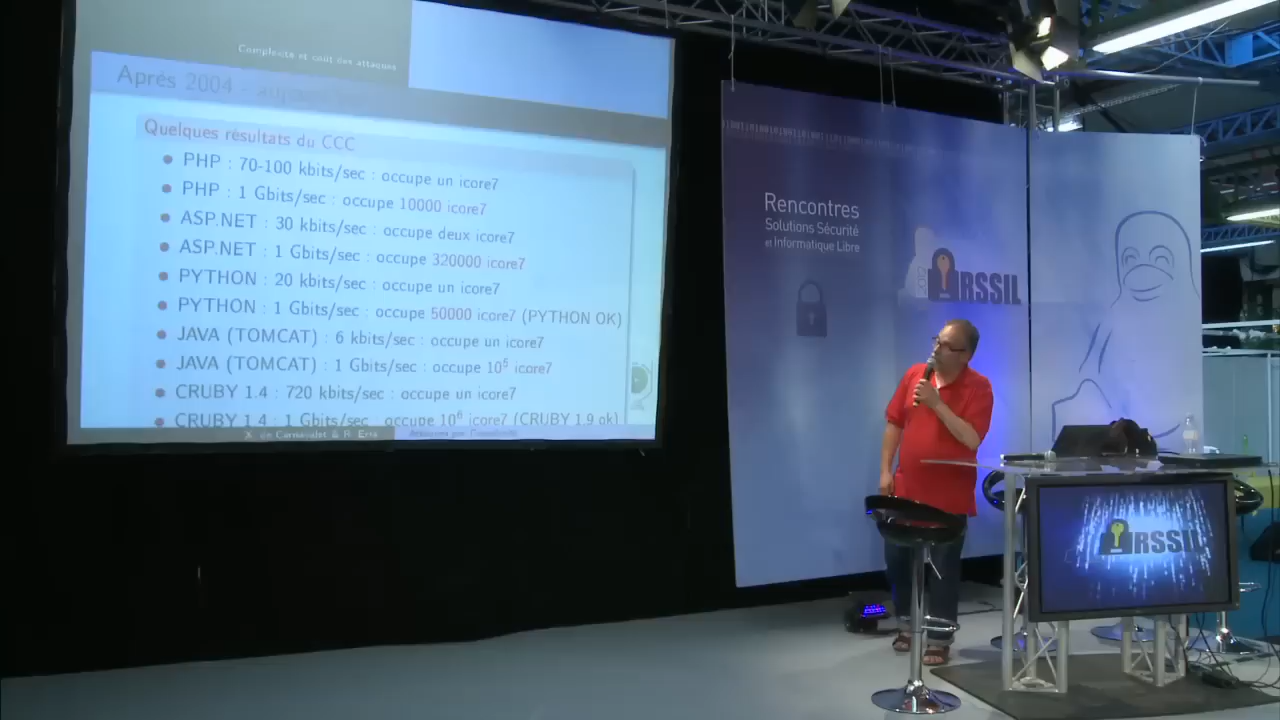 Complexité et coût des attaques
Après 2004 -
Quelques résultats du CCC
PHP : 70-100 kbits/sec : occupe un icore7
PHP : 1 Gbits/sec : occupe 10000 icore7
ASP.NET : 30 kbits/sec : occupe deux icore7
ASP.NET : 1 Gbits/sec : occupe 320000 icore7
PYTHON : 20 kbits/sec : occupe un icore7
PYTHON : 1 Gbits/sec : occupe 50000 icore7 (PYTHON OK)
JAVA (TOMCAT) : 6 kbits/sec : occupe un icore7
JAVA (TOMCAT) : 1 Gbits/sec : occupe 10⁵ icore7
CRUBY 1.4 : 720 kbits/sec : occupe un icore7
CRUBY 1.4 : 1 Gbits/sec : occupe 10⁶ icore7 (CRUBY 1.9 ok)
X. de Carnavalet & R. Erra
Rencontres
Solutions Sécurité
et Informatique Libre
RSSIL
RSSIL